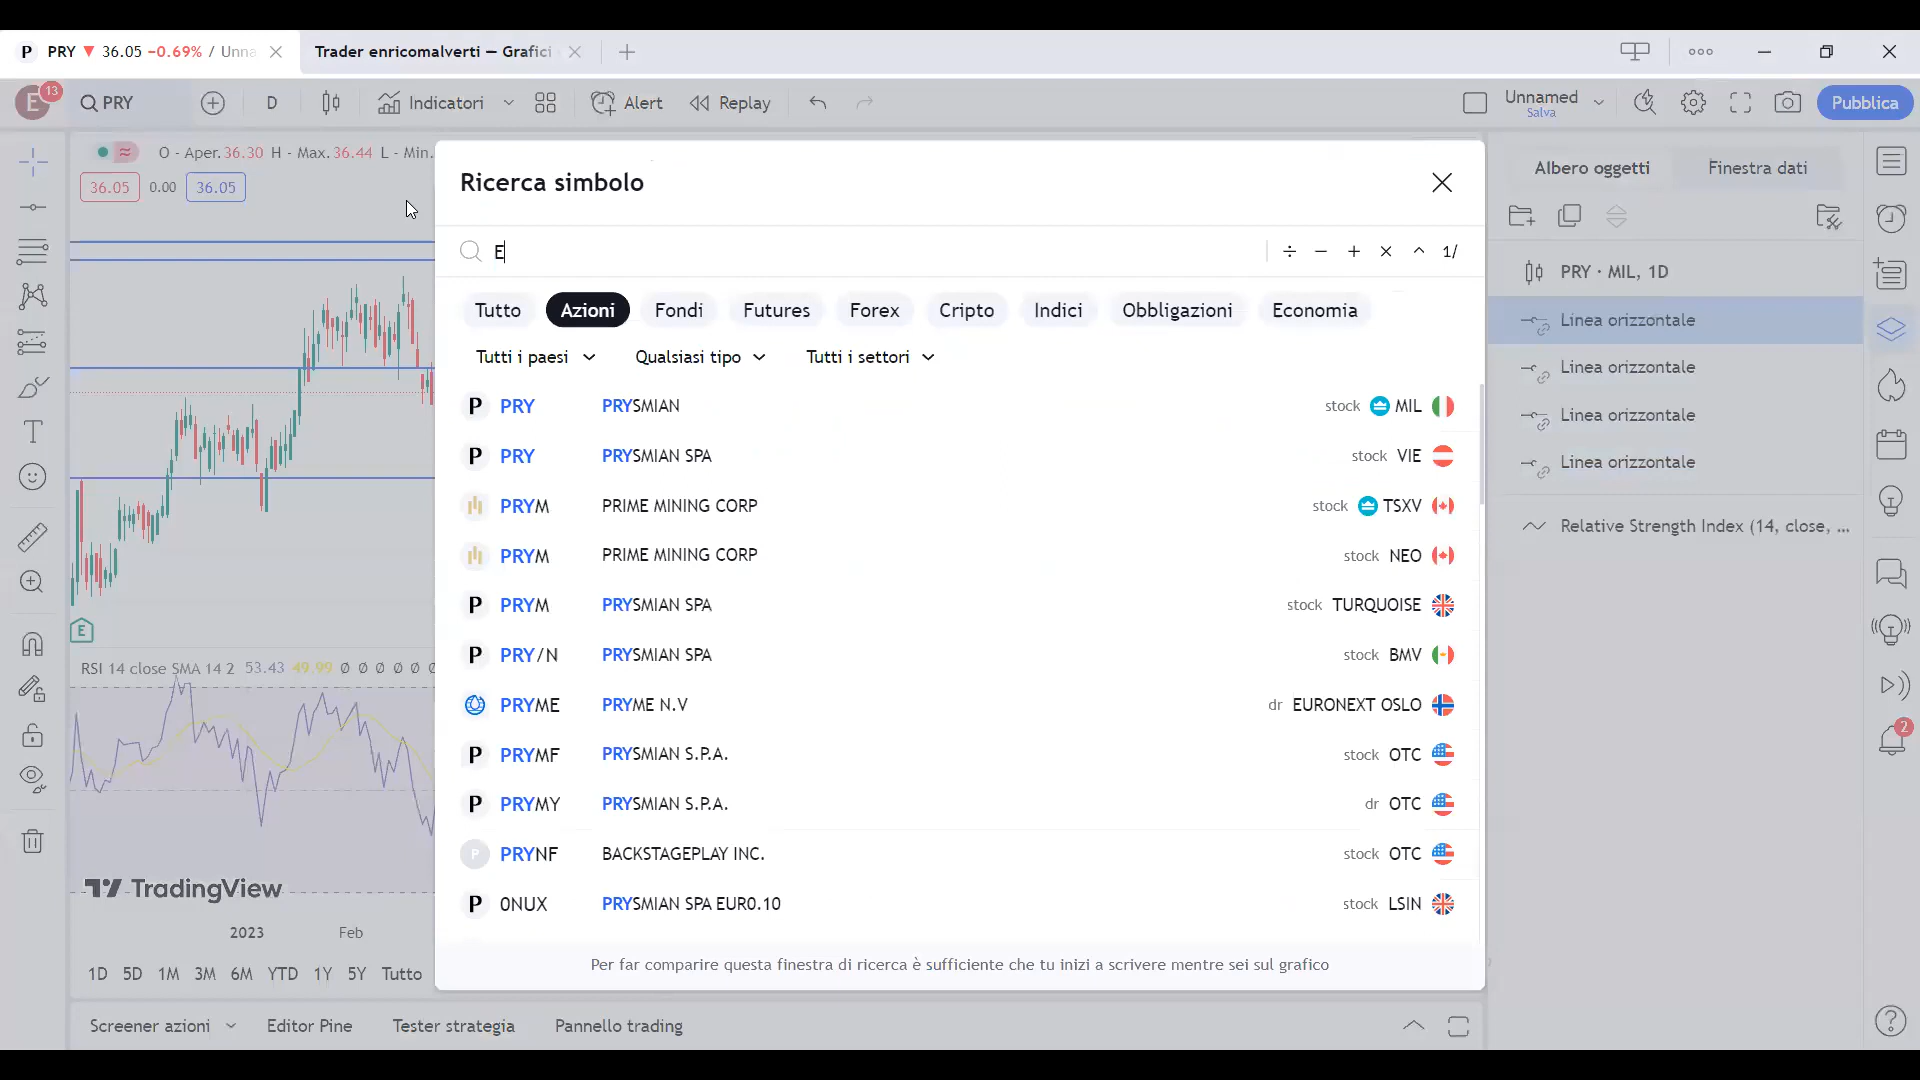 P PRY ▼ 36.05 −0.69% / Unna
Trader enricomalverti — Grafici
E 13 PRY D Indicatori Alert Replay Unnamed Salva Pubblica
O - Aper. 36.30 H - Max. 36.44 L - Min.
36.05 0.00 36.05
Ricerca simbolo
E
÷ − + × ^ 1/
Tutto Azioni Fondi Futures Forex Cripto Indici Obbligazioni Economia
Tutti i paesi Qualsiasi tipo Tutti i settori
P PRY PRYSMIAN stock MIL
P PRY PRYSMIAN SPA stock VIE
PRYM PRIME MINING CORP stock TSXV
PRYM PRIME MINING CORP stock NEO
P PRYM PRYSMIAN SPA stock TURQUOISE
P PRY/N PRYSMIAN SPA stock BMV
PRYME PRYME N.V dr EURONEXT OSLO
P PRYMF PRYSMIAN S.P.A. stock OTC
P PRYMY PRYSMIAN S.P.A. dr OTC
P PRYNF BACKSTAGEPLAY INC. stock OTC
P 0NUX PRYSMIAN SPA EUR0.10 stock LSIN
Per far comparire questa finestra di ricerca è sufficiente che tu inizi a scrivere mentre sei sul grafico
E
RSI 14 close SMA 14 2 53.43 49.99 Ø Ø Ø Ø Ø Ø
TradingView
2023 Feb
1D 5D 1M 3M 6M YTD 1Y 5Y Tutto
Screener azioni Editor Pine Tester strategia Pannello trading
Albero oggetti Finestra dati
PRY · MIL, 1D
Linea orizzontale
Linea orizzontale
Linea orizzontale
Linea orizzontale
Relative Strength Index (14, close, ...
2